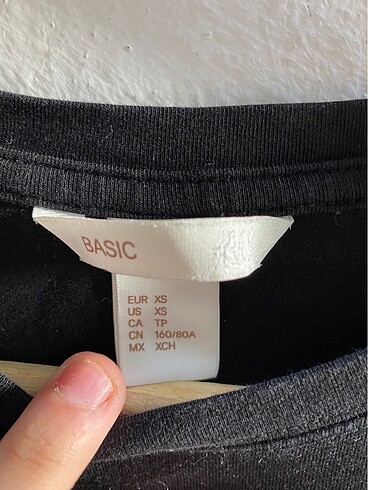 BASIC
EUR XS
US XS
CA TP
CN 160/80A
MX XCH